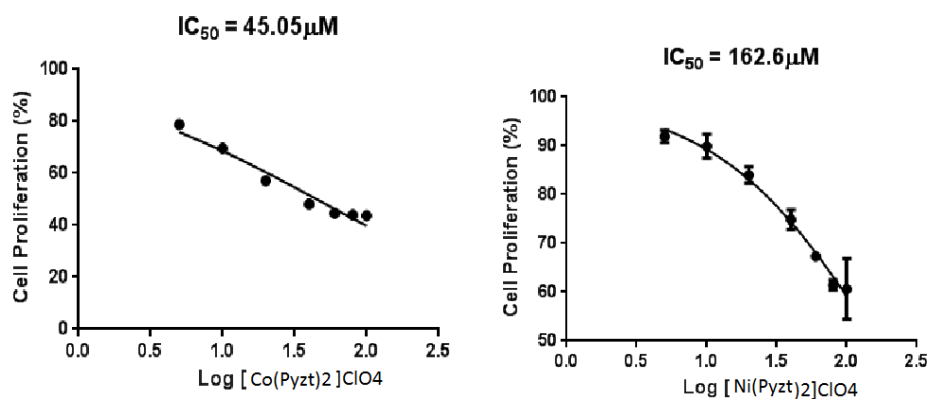 IC50 = 45.05μM
Cell Proliferation (%)
100
80
60
40
20
0
0.0 0.5 1.0 1.5 2.0 2.5
Log [Co(Pyzt)2]ClO4
IC50 = 162.6μM
Cell Proliferation (%)
100
90
80
70
60
50
0.0 0.5 1.0 1.5 2.0 2.5
Log [Ni(Pyzt)2]ClO4